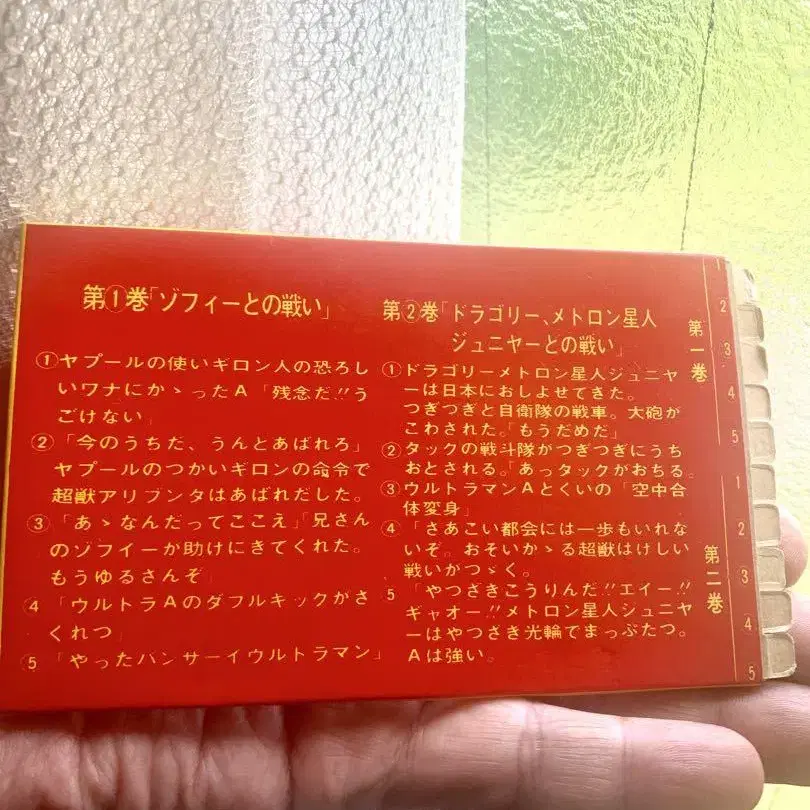 第①巻「ゾフィーとの戦い」
①ヤプールの使いギロン人の恐ろし
いワナにかゝったA「残念だ!!う
ごけない」
②「今のうちだ、うんとあばれろ」
ヤプールのつかいギロンの命令で
超獣アリブンタはあばれだした。
③「あゝなんだってここえ」「兄さん
のゾフイーが助けにきてくれた。
もうゆるさんぞ」
④「ウルトラAのダフルキックがさ
くれつ」
⑤「やったバンサーイウルトラマン」
第②巻「ドラゴリー、メトロン星人
ジュニヤーとの戦い」
①ドラゴリーメトロン星人ジュニヤ
ーは日本におしよせてきた。
つぎつぎと自衛隊の戦車。大砲が
こわされた。「もうだめだ」
②タックの戦斗隊がつぎつぎにうち
おとされる。「あっタックがおちる。
③ウルトラマンAとくいの「空中合
体変身」
④「さあこい都会には一歩もいれな
いぞ。おそいかゝる超獣はげしい
戦いがつゞく。
5「やつざきこうりんだ!!エイー!!
ギャオー!!メトロン星人ジュニヤ
ーはやつざき光輪でまっぷたつ。
Aは強い。
第一巻
1
2
3
4
5
第二巻
1
2
3
4
5